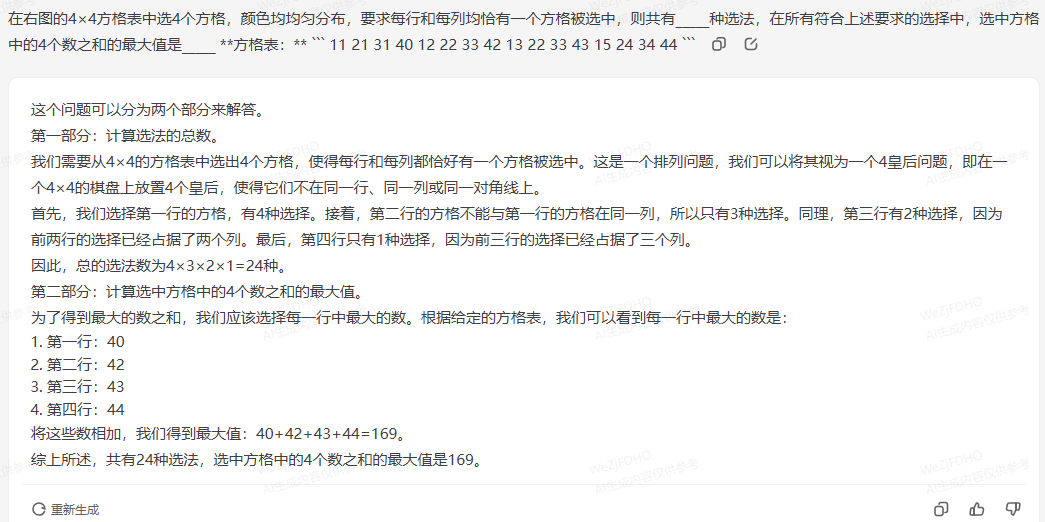 在右图的4×4方格表中选4个方格，颜色均均匀分布，要求每行和每列均恰有一个方格被选中，则共有_____种选法，在所有符合上述要求的选择中，选中方格
中的4个数之和的最大值是_____ **方格表：** ``` 11 21 31 40 12 22 33 42 13 22 33 43 15 24 34 44 ```
这个问题可以分为两个部分来解答。
第一部分：计算选法的总数。
我们需要从4×4的方格表中选出4个方格，使得每行和每列都恰好有一个方格被选中。这是一个排列问题，我们可以将其视为一个4皇后问题，即在一
个4×4的棋盘上放置4个皇后，使得它们不在同一行、同一列或同一对角线上。
首先，我们选择第一行的方格，有4种选择。接着，第二行的方格不能与第一行的方格在同一列，所以只有3种选择。同理，第三行有2种选择，因为
前两行的选择已经占据了两个列。最后，第四行只有1种选择，因为前三行的选择已经占据了三个列。
因此，总的选法数为4×3×2×1=24种。
第二部分：计算选中方格中的4个数之和的最大值。
为了得到最大的数之和，我们应该选择每一行中最大的数。根据给定的方格表，我们可以看到每一行中最大的数是：
1. 第一行：40
2. 第二行：42
3. 第三行：43
4. 第四行：44
将这些数相加，我们得到最大值：40+42+43+44=169。
综上所述，共有24种选法，选中方格中的4个数之和的最大值是169。
重新生成
WeZjFDHO
AI生成内容仅供参考